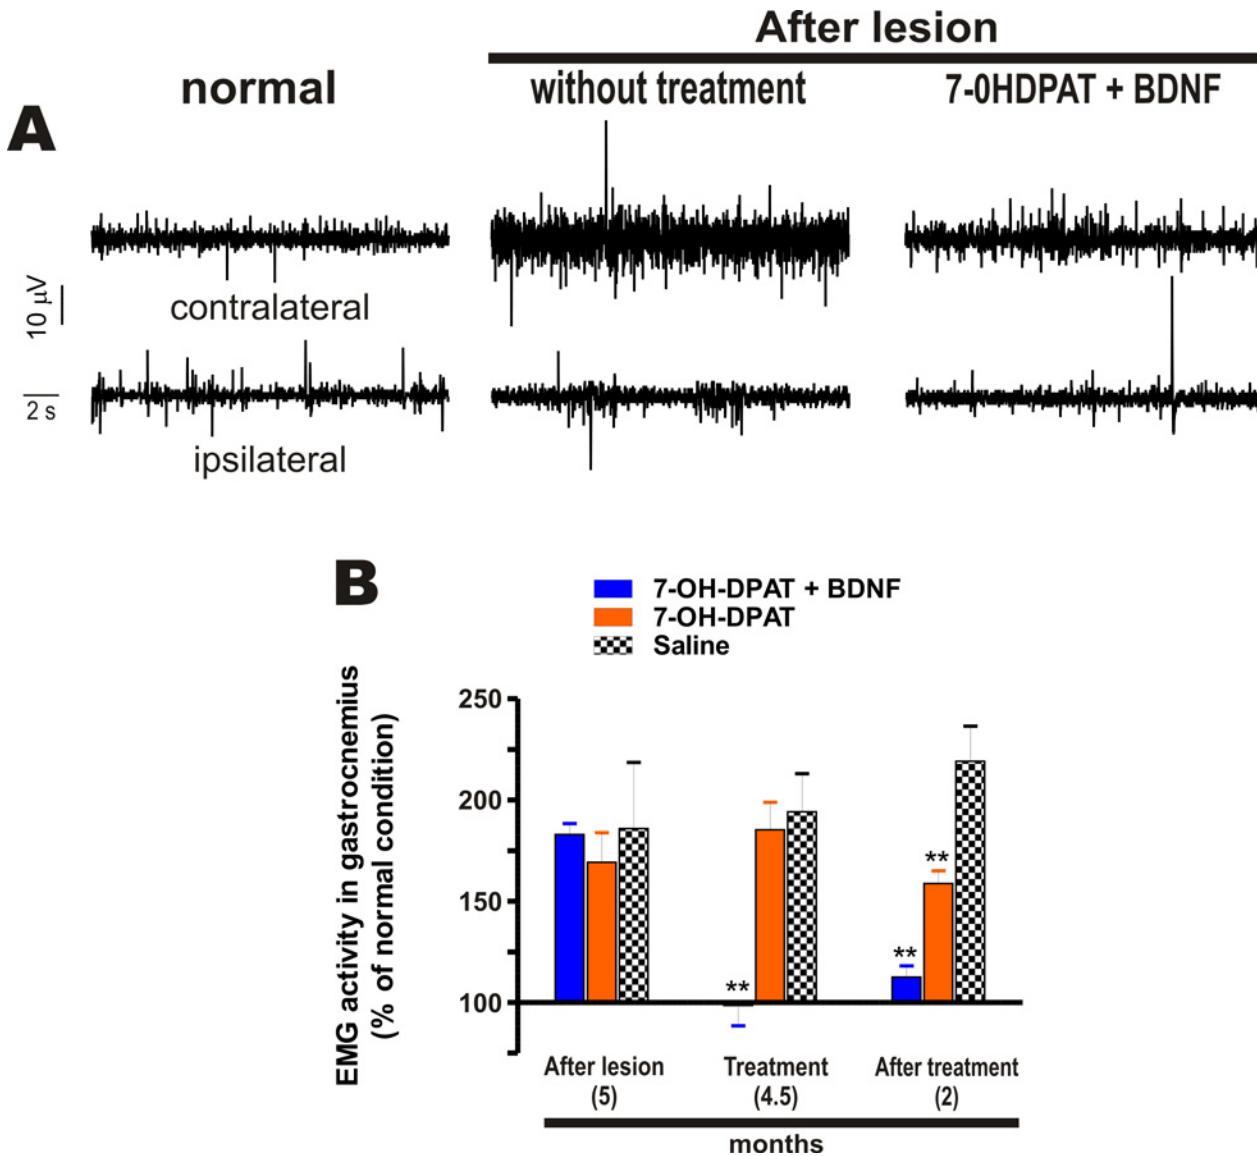 After lesion
normal
without treatment
7-0HDPAT + BDNF
A
10 µV
contralateral
2 s
ipsilateral
B
7-OH-DPAT + BDNF
7-OH-DPAT
Saline
EMG activity in gastrocnemius
(% of normal condition)
250
200
150
100
**
**
**
After lesion
(5)
Treatment
(4.5)
After treatment
(2)
months